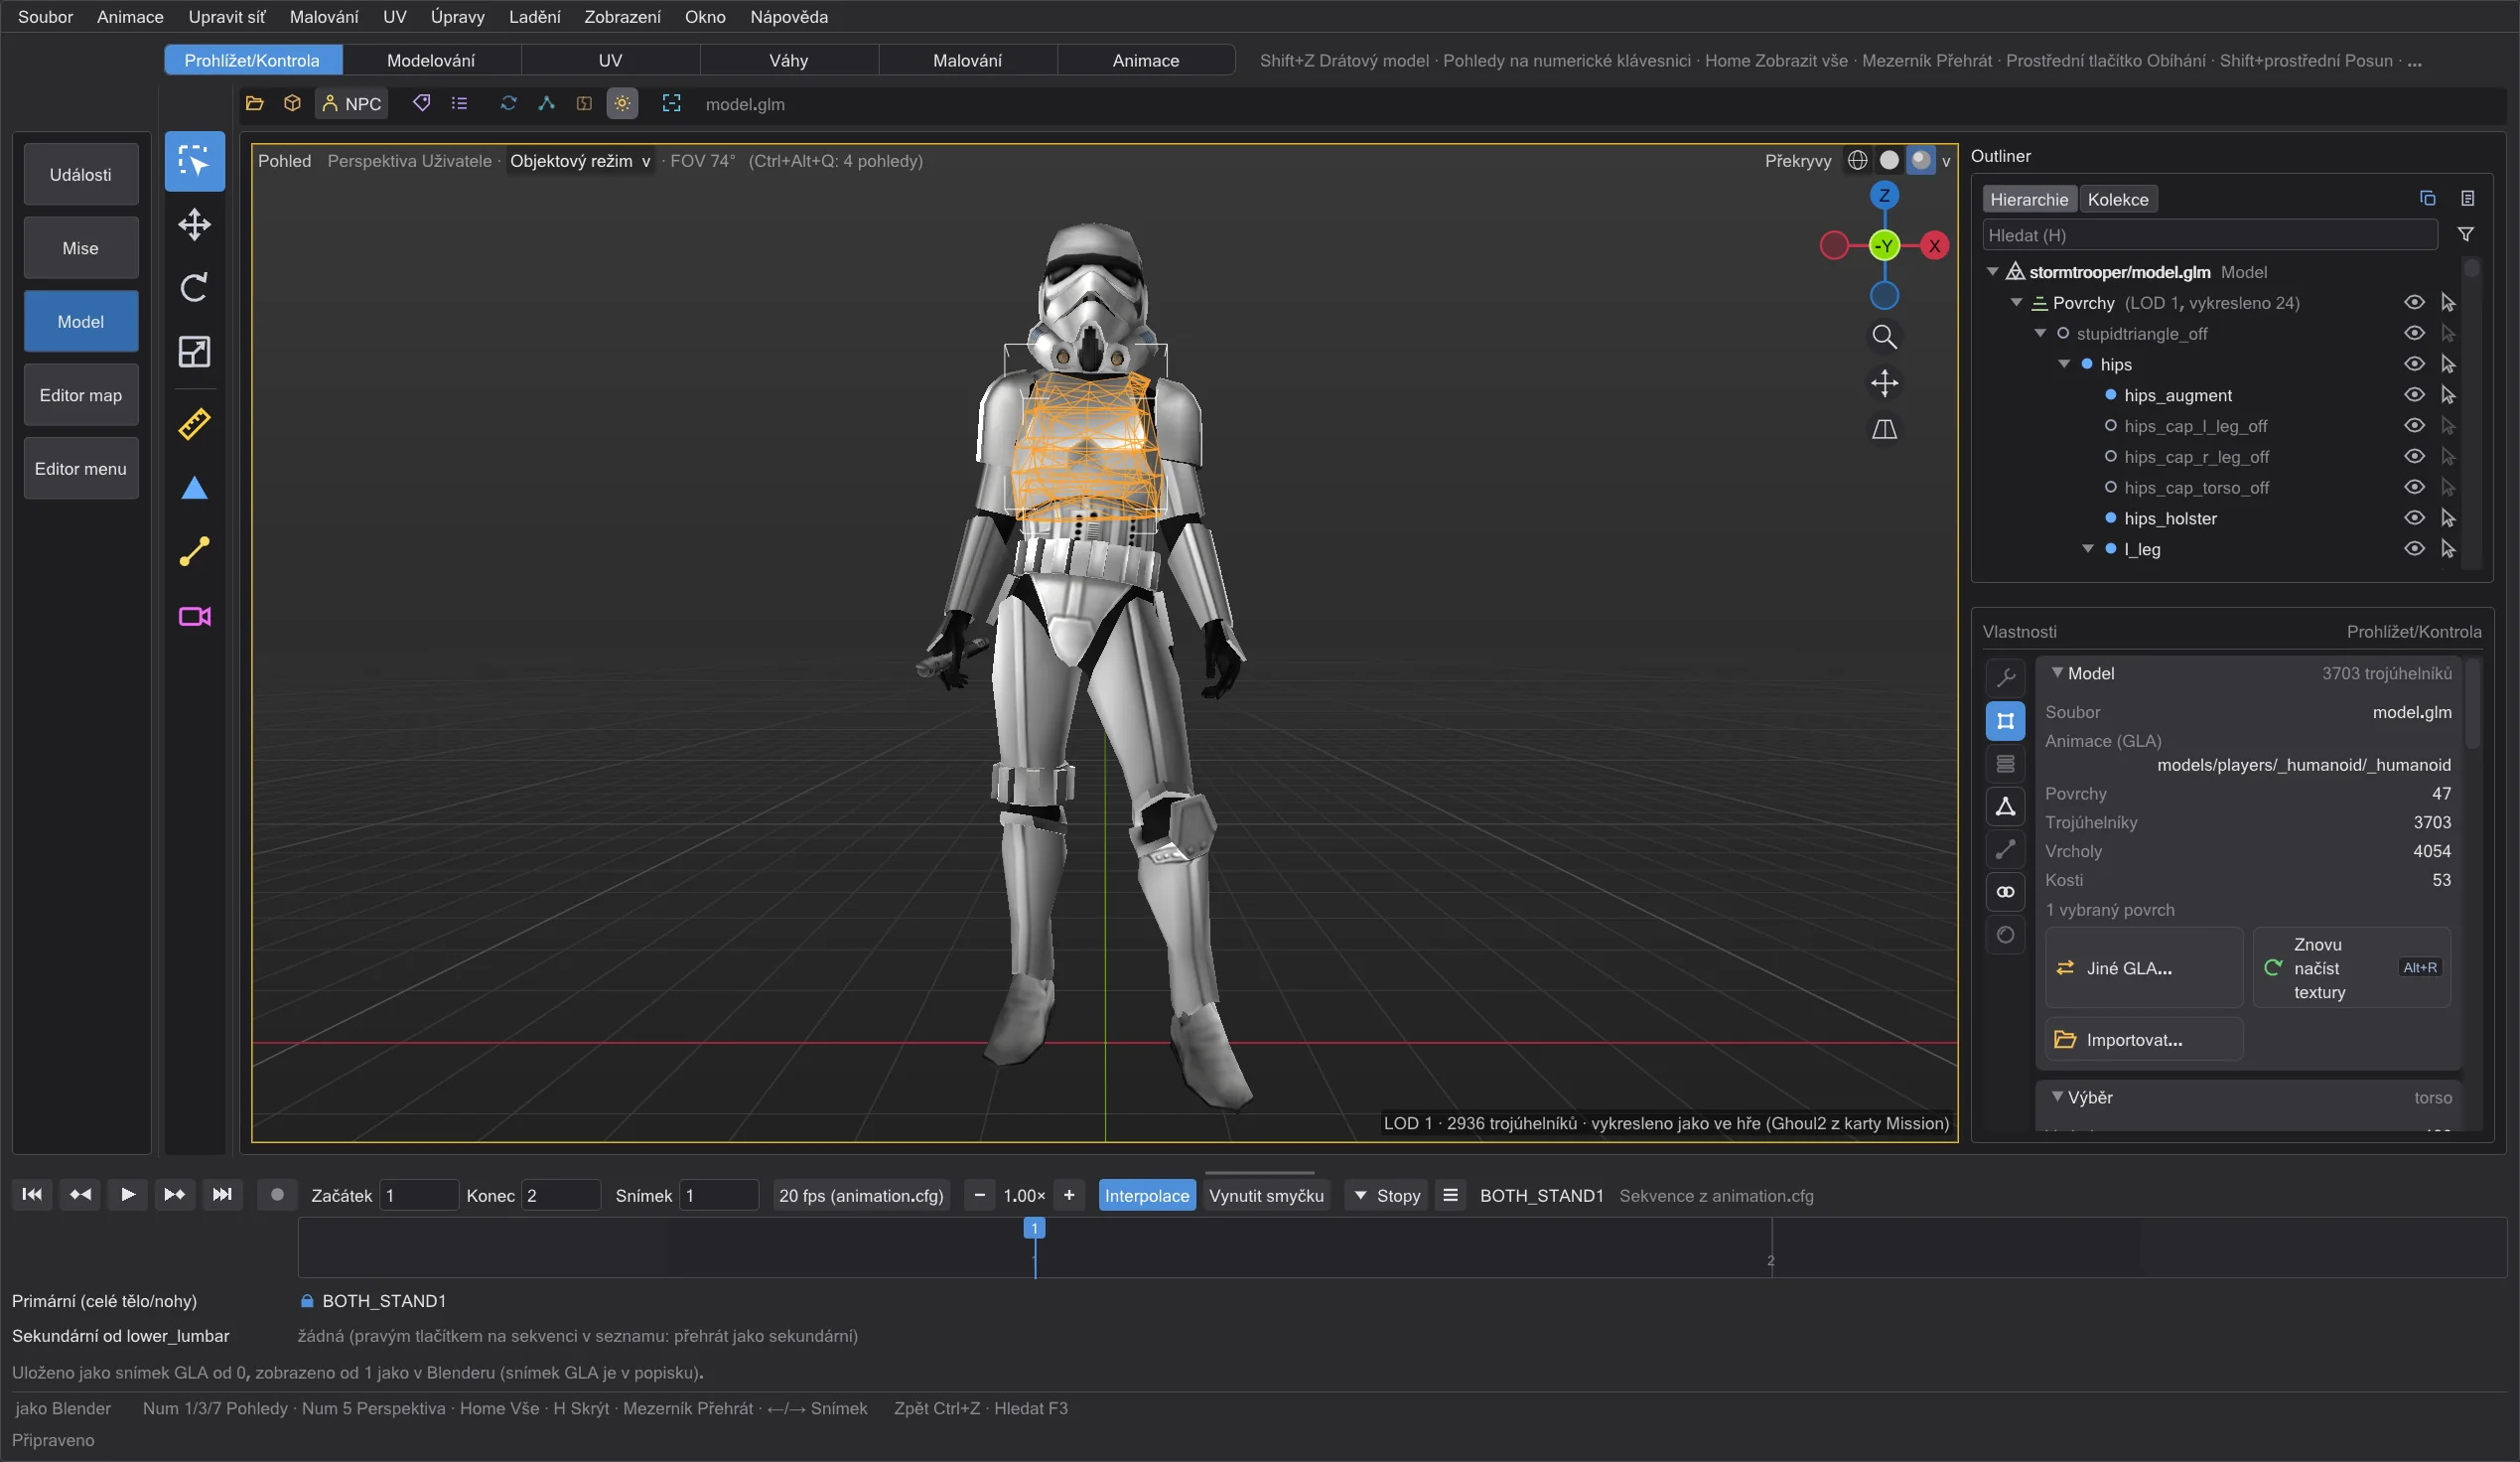 Soubor Animace Upravit síť Malování UV Úpravy Ladění Zobrazení Okno Nápověda
Prohlížet/Kontrola Modelování UV Váhy Malování Animace Shift+Z Drátový model · Pohledy na numerické klávesnici · Home Zobrazit vše · Mezerník Přehrát · Prostřední tlačítko Obíhání · Shift+prostřední Posun · ...
NPC model.glm
Události
Mise
Model
Editor map
Editor menu
Pohled Perspektiva Uživatele · Objektový režim v · FOV 74° (Ctrl+Alt+Q: 4 pohledy) Překryvy v
Z
-Y X
LOD 1 · 2936 trojúhelníků · vykresleno jako ve hře (Ghoul2 z karty Mission)
Outliner
Hierarchie Kolekce
Hledat (H)
stormtrooper/model.glm Model
Povrchy (LOD 1, vykresleno 24)
stupidtriangle_off
hips
hips_augment
hips_cap_l_leg_off
hips_cap_r_leg_off
hips_cap_torso_off
hips_holster
l_leg
Vlastnosti Prohlížet/Kontrola
Model 3703 trojúhelníků
Soubor model.glm
Animace (GLA)
models/players/_humanoid/_humanoid
Povrchy 47
Trojúhelníky 3703
Vrcholy 4054
Kosti 53
1 vybraný povrch
Jiné GLA...
Znovu načíst textury Alt+R
Importovat...
Výběr torso
Začátek 1 Konec 2 Snímek 1 20 fps (animation.cfg) − 1.00× + Interpolace Vynutit smyčku Stopy BOTH_STAND1 Sekvence z animation.cfg
1
2
Primární (celé tělo/nohy) BOTH_STAND1
Sekundární od lower_lumbar žádná (pravým tlačítkem na sekvenci v seznamu: přehrát jako sekundární)
Uloženo jako snímek GLA od 0, zobrazeno od 1 jako v Blenderu (snímek GLA je v popisku).
jako Blender Num 1/3/7 Pohledy · Num 5 Perspektiva · Home Vše · H Skrýt · Mezerník Přehrát · ←/→ Snímek Zpět Ctrl+Z · Hledat F3
Připraveno